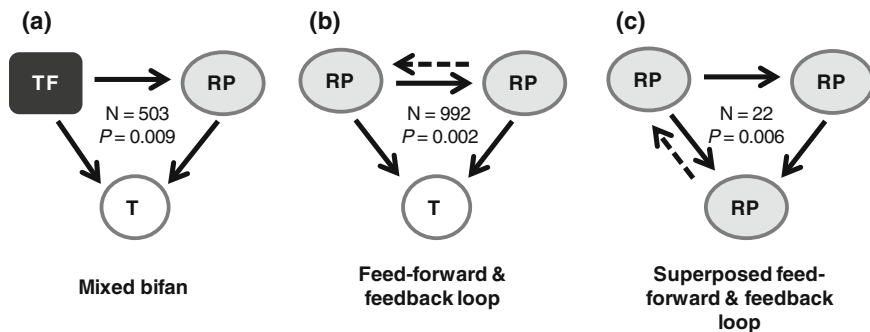 (a)
TF
RP
N = 503
P = 0.009
T
Mixed bifan
(b)
RP
RP
N = 992
P = 0.002
T
Feed-forward &
feedback loop
(c)
RP
RP
N = 22
P = 0.006
RP
Superposed feed-
forward & feedback
loop